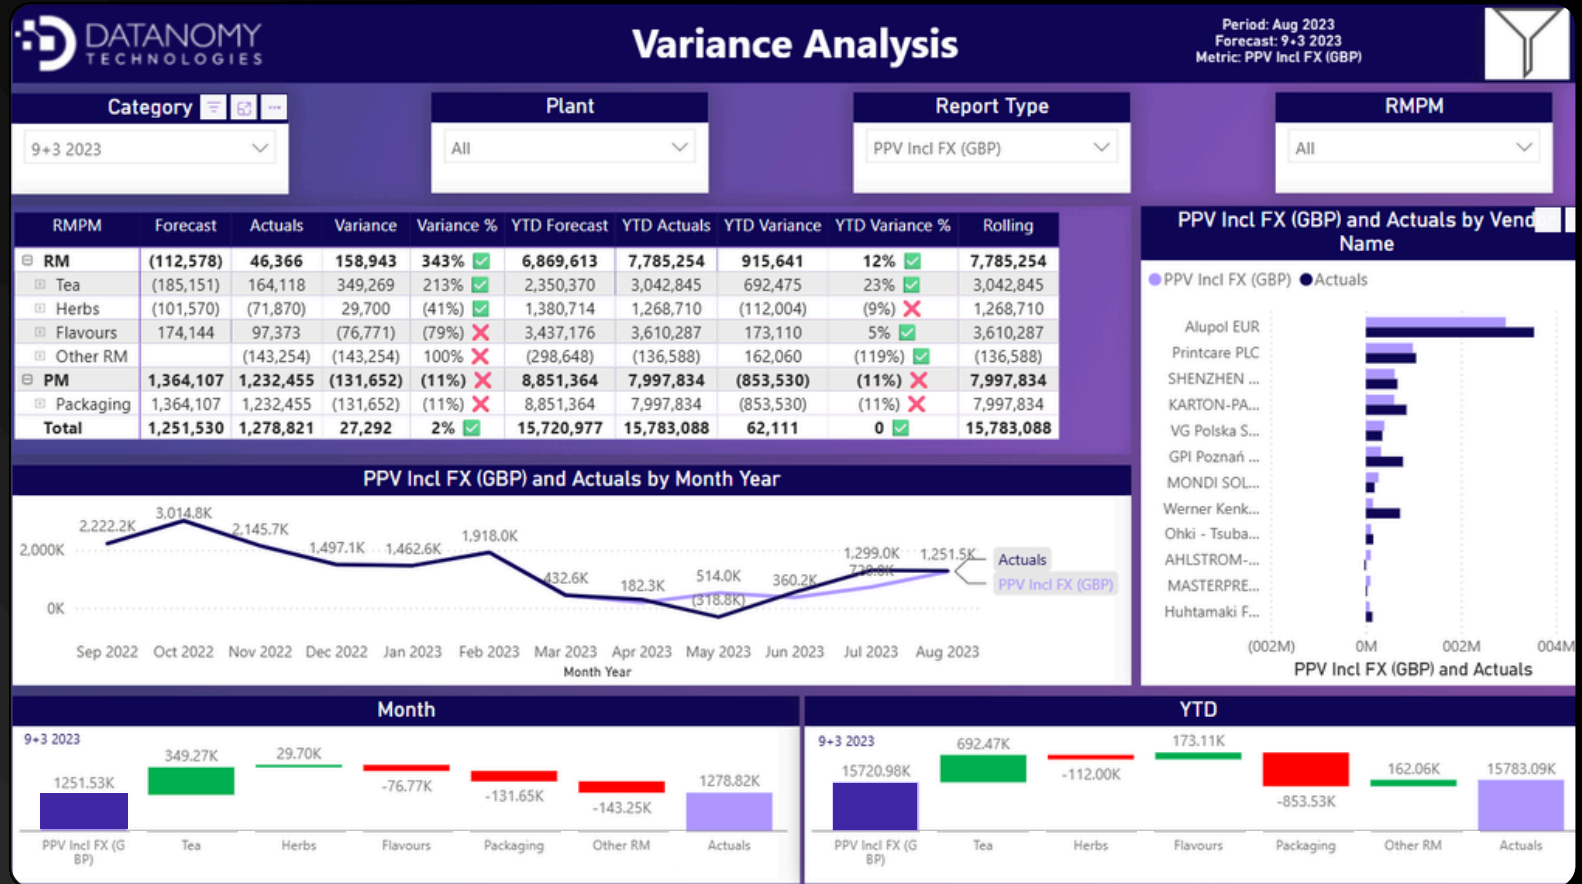 DATANOMY
TECHNOLOGIES
Variance Analysis
Period: Aug 2023
Forecast: 9+3 2023
Metric: PPV Incl FX (GBP)
Category
9+3 2023
Plant
All
Report Type
PPV Incl FX (GBP)
RMPM
All
RMPM Forecast Actuals Variance Variance % YTD Forecast YTD Actuals YTD Variance YTD Variance % Rolling
RM (112,578) 46,366 158,943 343% ✅ 6,869,613 7,785,254 915,641 12% ✅ 7,785,254
Tea (185,151) 164,118 349,269 213% ✅ 2,350,370 3,042,845 692,475 23% ✅ 3,042,845
Herbs (101,570) (71,870) 29,700 (41%) ✅ 1,380,714 1,268,710 (112,004) (9%) ❌ 1,268,710
Flavours 174,144 97,373 (76,771) (79%) ❌ 3,437,176 3,610,287 173,110 5% ✅ 3,610,287
Other RM (143,254) (143,254) 100% ❌ (298,648) (136,588) 162,060 (119%) ✅ (136,588)
PM 1,364,107 1,232,455 (131,652) (11%) ❌ 8,851,364 7,997,834 (853,530) (11%) ❌ 7,997,834
Packaging 1,364,107 1,232,455 (131,652) (11%) ❌ 8,851,364 7,997,834 (853,530) (11%) ❌ 7,997,834
Total 1,251,530 1,278,821 27,292 2% ✅ 15,720,977 15,783,088 62,111 0 ✅ 15,783,088
PPV Incl FX (GBP) and Actuals by Vendo
Name
PPV Incl FX (GBP) Actuals
Alupol EUR
Printcare PLC
SHENZHEN ...
KARTON-PA...
VG Polska S...
GPI Poznań ...
MONDI SOL...
Werner Kenk...
Ohki - Tsuba...
AHLSTROM-...
MASTERPRE...
Huhtamaki F...
(002M) 0M 002M 004M
PPV Incl FX (GBP) and Actuals
PPV Incl FX (GBP) and Actuals by Month Year
2,000K
0K
2,222.2K 3,014.8K 2,145.7K 1,497.1K 1,462.6K 1,918.0K 432.6K 182.3K 514.0K (318.8K) 360.2K 1,299.0K 1,251.5K
Actuals
PPV Incl FX (GBP)
Sep 2022 Oct 2022 Nov 2022 Dec 2022 Jan 2023 Feb 2023 Mar 2023 Apr 2023 May 2023 Jun 2023 Jul 2023 Aug 2023
Month Year
Month
9+3 2023
1251.53K 349.27K 29.70K -76.77K -131.65K -143.25K 1278.82K
PPV Incl FX (G Tea Herbs Flavours Packaging Other RM Actuals
BP)
YTD
9+3 2023
15720.98K 692.47K -112.00K 173.11K -853.53K 162.06K 15783.09K
PPV Incl FX (G Tea Herbs Flavours Packaging Other RM Actuals
BP)